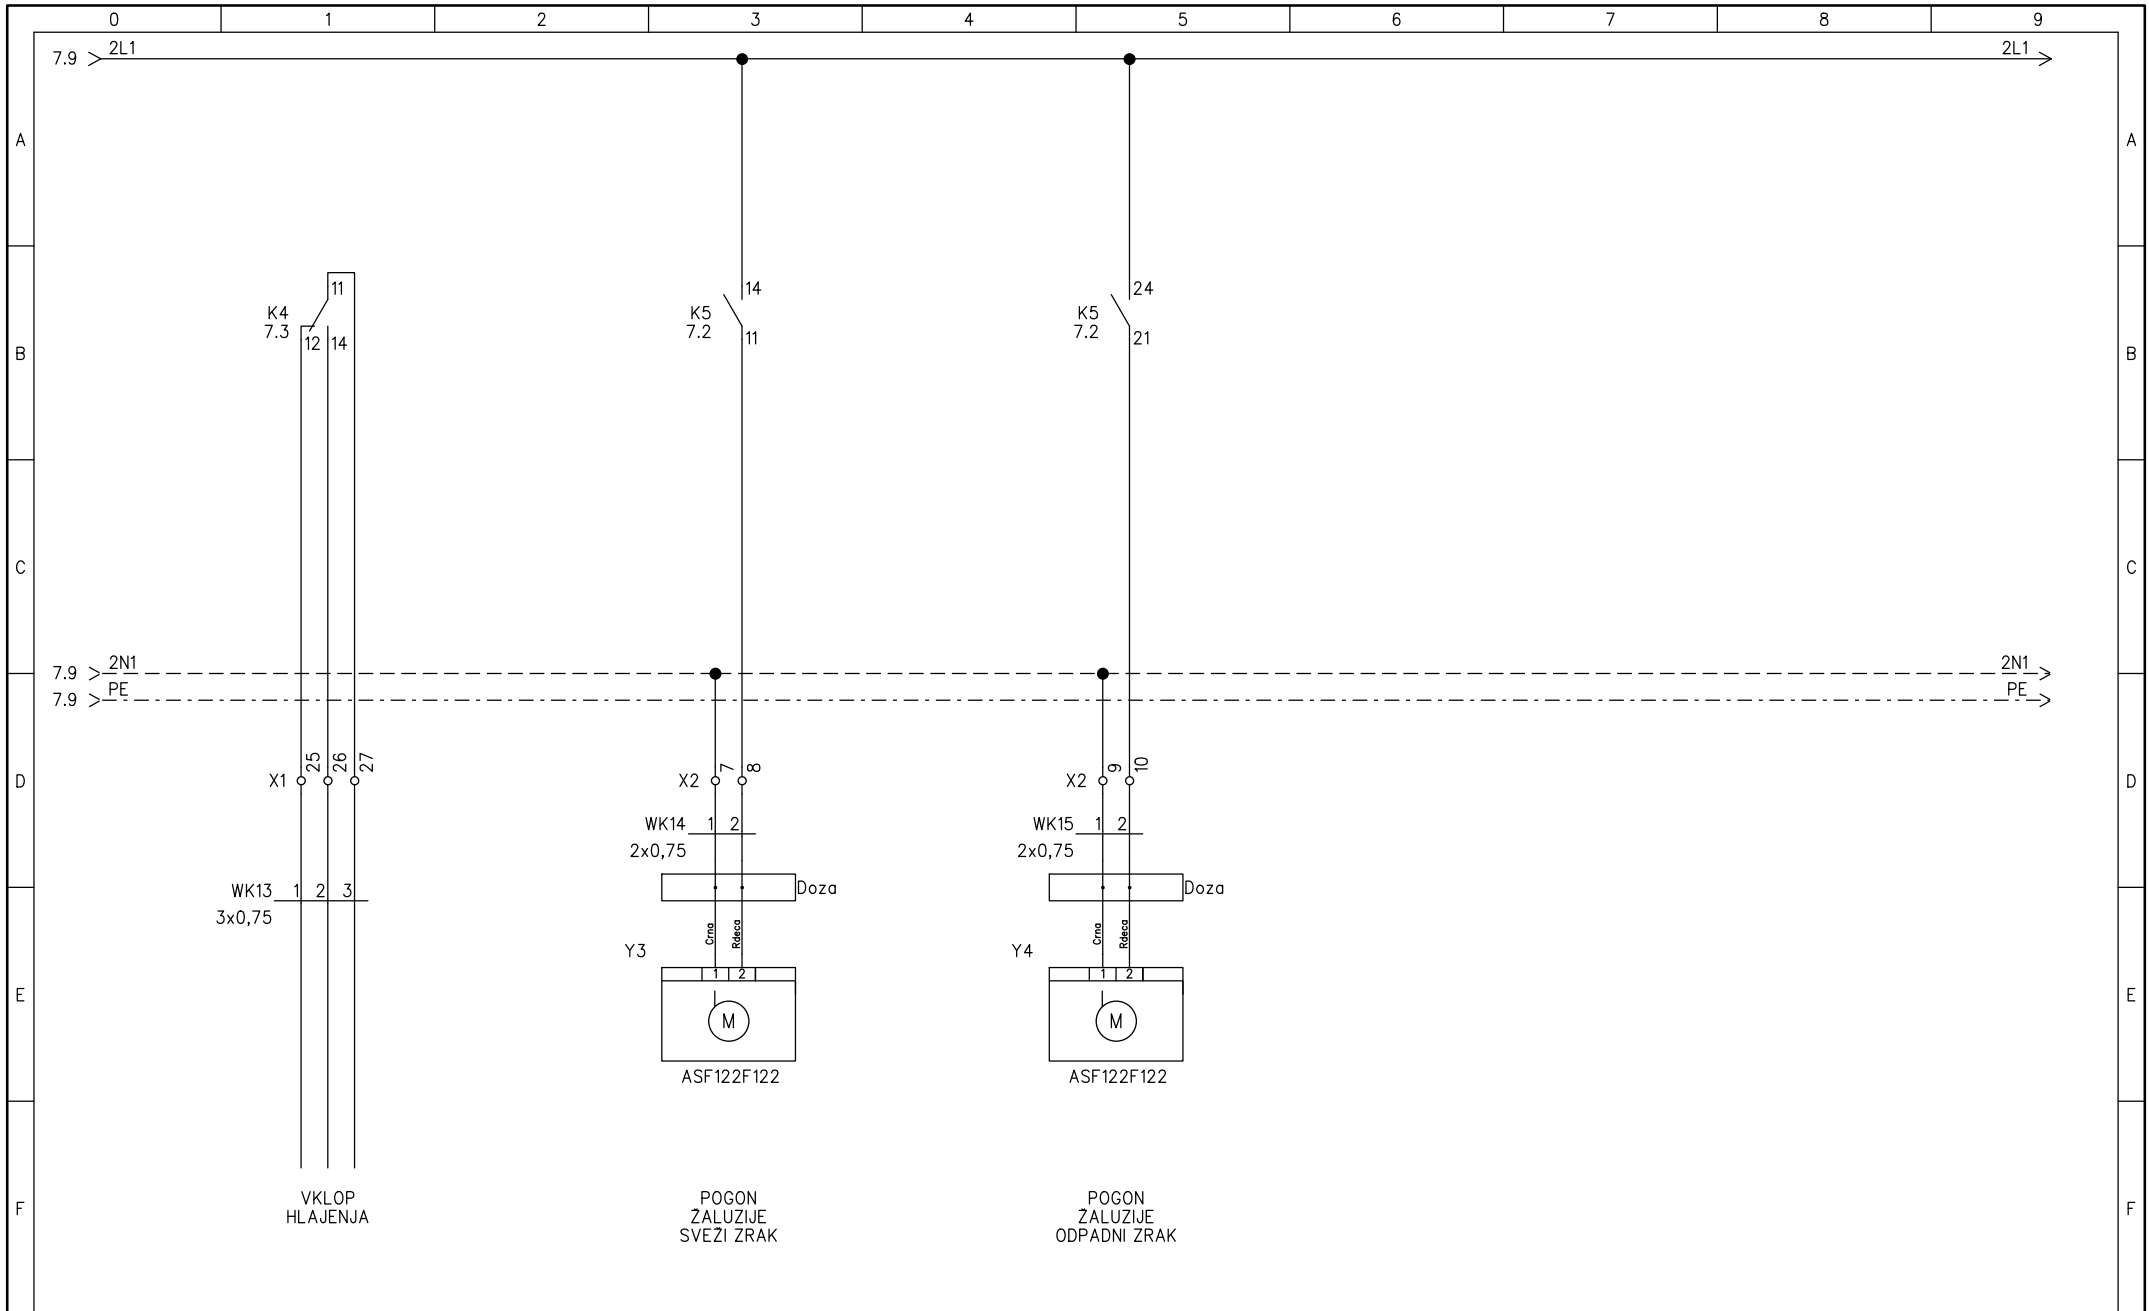 0 1 2 3 4 5 6 7 8 9
7.9 2L1 2L1
A A
11
K4
7.3
12 14
14
K5
7.2
11
24
K5
7.2
21
B B
C C
7.9 2N1 2N1
7.9 PE PE
D D
X1 25 26 27
X2 7 8
X2 9 10
WK14 1 2
2x0,75
WK15 1 2
2x0,75
Doza
Doza
WK13 1 2 3
3x0,75
Crna Rdeca
Crna Rdeca
Y3
Y4
1 2
1 2
E E
M
M
ASF122F122
ASF122F122
F F
VKLOP
HLAJENJA
POGON
ŽALUZIJE
SVEŽI ZRAK
POGON
ŽALUZIJE
ODPADNI ZRAK